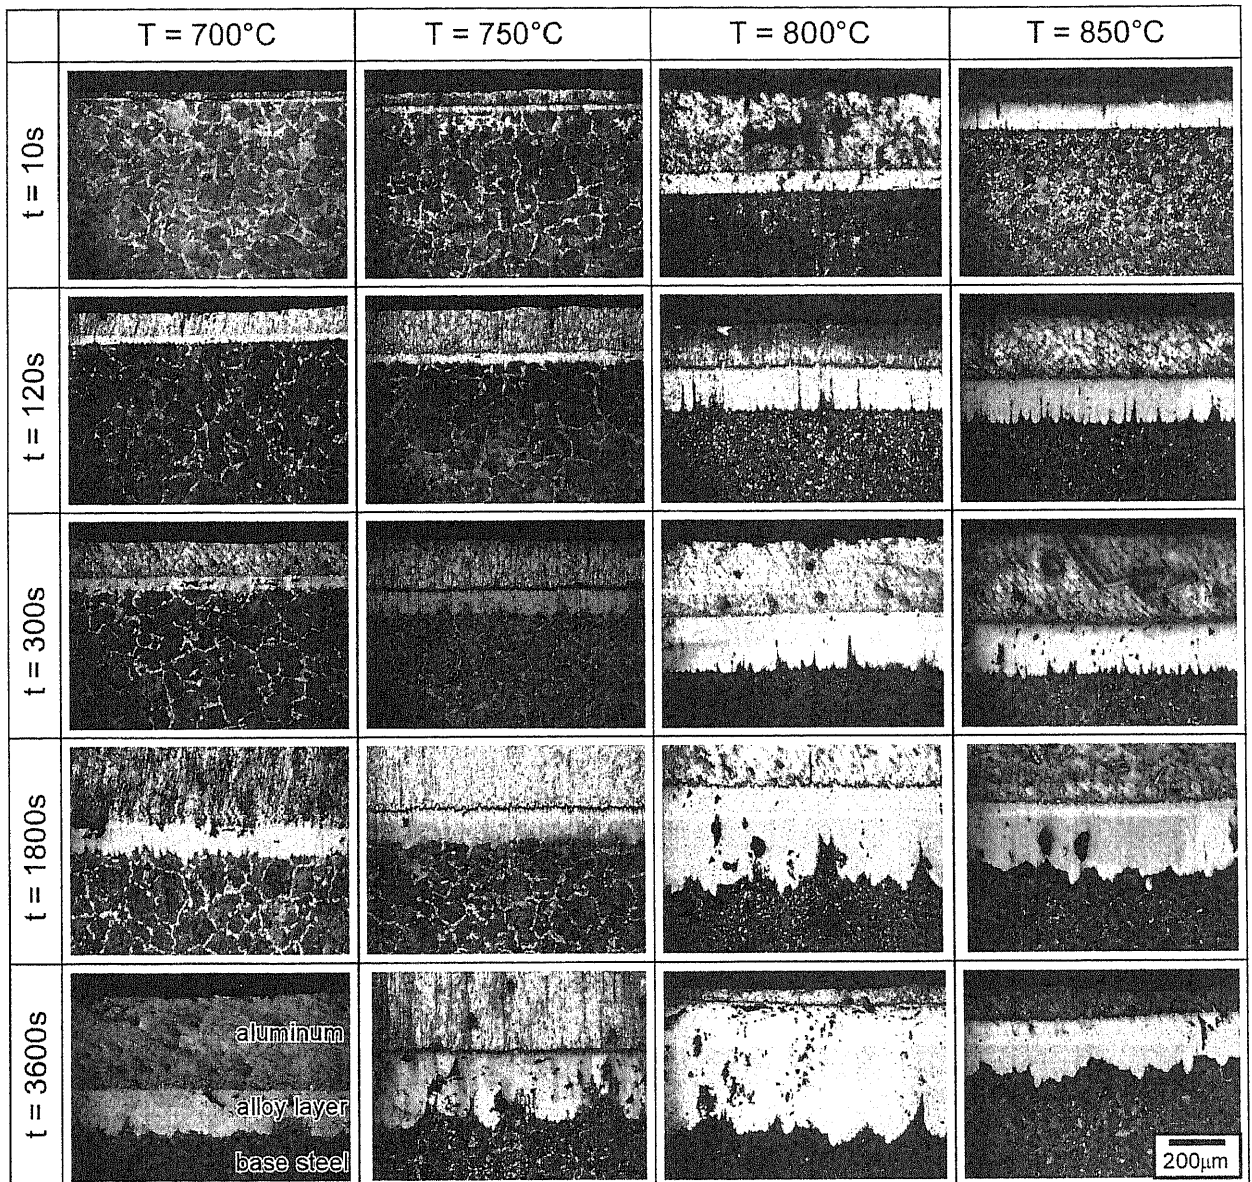 T = 700°C
T = 750°C
T = 800°C
T = 850°C
t = 10s
t = 120s
t = 300s
t = 1800s
t = 3600s
aluminum
alloy layer
base steel
200μm